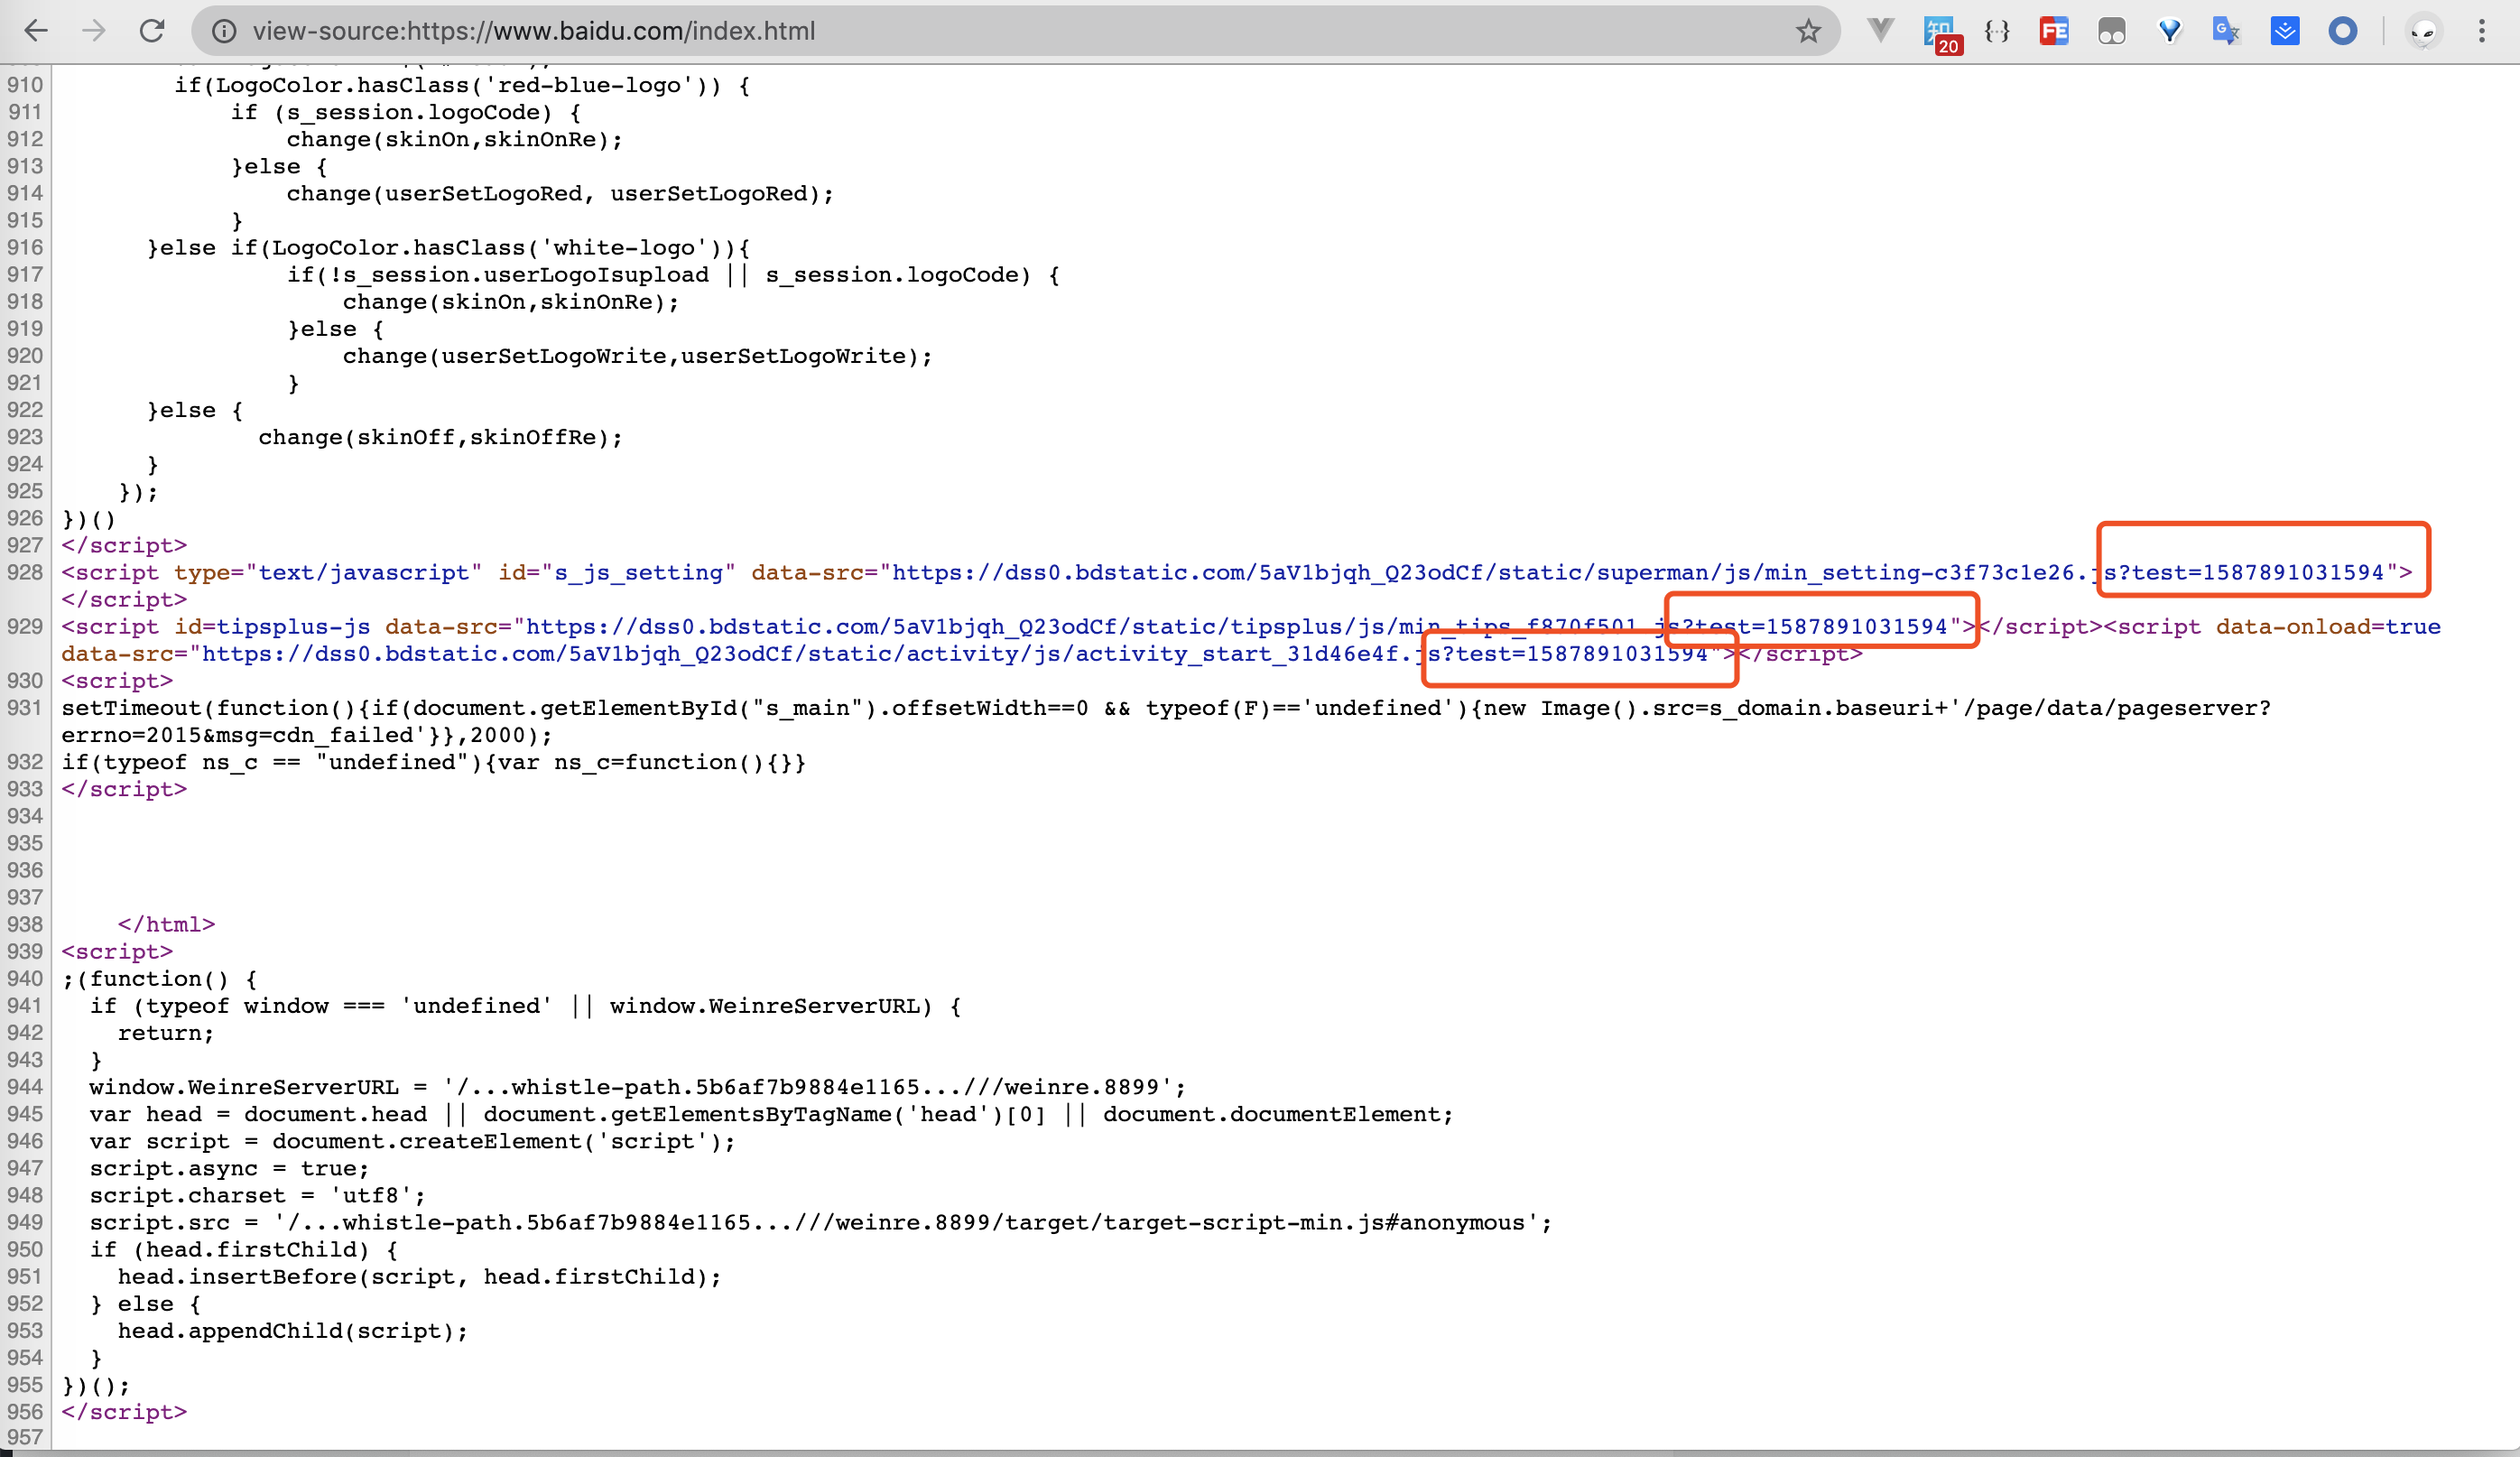 view-source:https://www.baidu.com/index.html
知
20
{··}
FE
G
910 if(LogoColor.hasClass('red-blue-logo')) {
911 if (s_session.logoCode) {
912 change(skinOn,skinOnRe);
913 }else {
914 change(userSetLogoRed, userSetLogoRed);
915 }
916 }else if(LogoColor.hasClass('white-logo')){
917 if(!s_session.userLogoIsupload || s_session.logoCode) {
918 change(skinOn,skinOnRe);
919 }else {
920 change(userSetLogoWrite,userSetLogoWrite);
921 }
922 }else {
923 change(skinOff,skinOffRe);
924 }
925 });
926 })()
927 </script>
928 <script type="text/javascript" id="s_js_setting" data-src="https://dss0.bdstatic.com/5aV1bjqh_Q23odCf/static/superman/js/min_setting-c3f73c1e26.js?test=1587891031594">
</script>
929 <script id=tipsplus-js data-src="https://dss0.bdstatic.com/5aV1bjqh_Q23odCf/static/tipsplus/js/min_tips_f870f501.js?test=1587891031594"></script><script data-onload=true
data-src="https://dss0.bdstatic.com/5aV1bjqh_Q23odCf/static/activity/js/activity_start_31d46e4f.js?test=1587891031594"></script>
930 <script>
931 setTimeout(function(){if(document.getElementById("s_main").offsetWidth==0 && typeof(F)=='undefined'){new Image().src=s_domain.baseuri+'/page/data/pageserver?
errno=2015&msg=cdn_failed'}},2000);
932 if(typeof ns_c == "undefined"){var ns_c=function(){}}
933 </script>
934
935
936
937
938 </html>
939 <script>
940 ;(function() {
941 if (typeof window === 'undefined' || window.WeinreServerURL) {
942 return;
943 }
944 window.WeinreServerURL = '/...whistle-path.5b6af7b9884e1165...///weinre.8899';
945 var head = document.head || document.getElementsByTagName('head')[0] || document.documentElement;
946 var script = document.createElement('script');
947 script.async = true;
948 script.charset = 'utf8';
949 script.src = '/...whistle-path.5b6af7b9884e1165...///weinre.8899/target/target-script-min.js#anonymous';
950 if (head.firstChild) {
951 head.insertBefore(script, head.firstChild);
952 } else {
953 head.appendChild(script);
954 }
955 })();
956 </script>
957